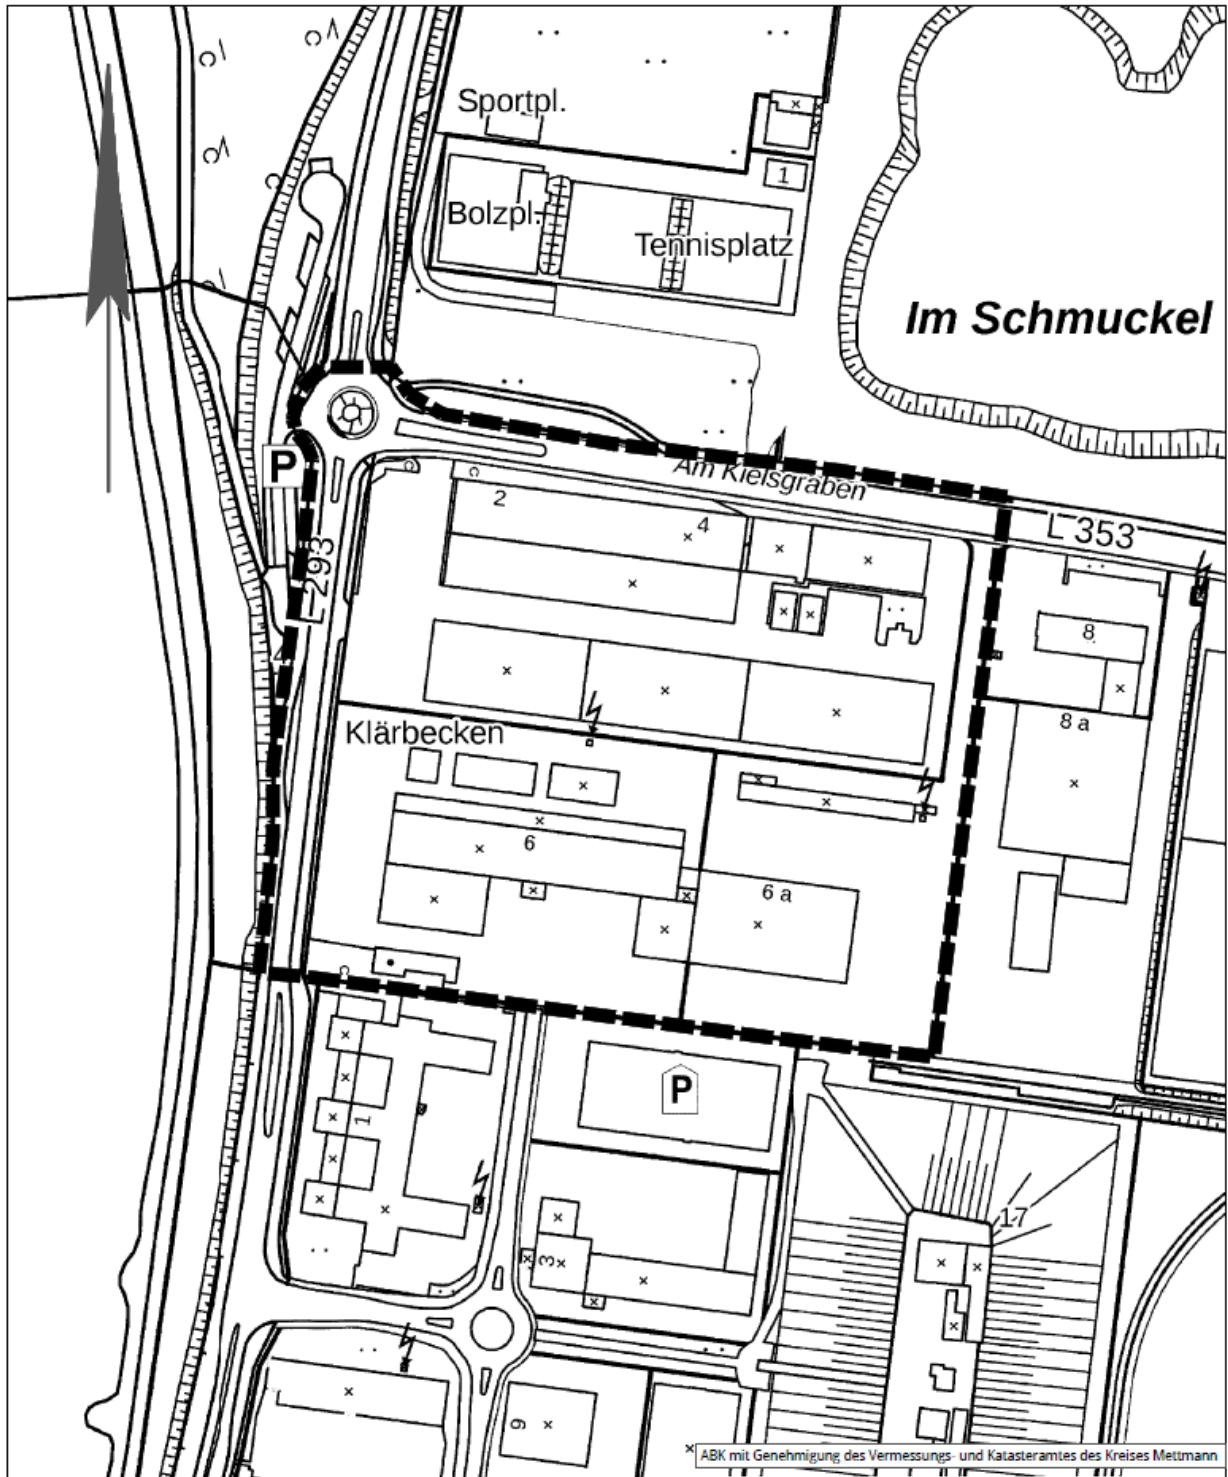 Sportpl.
1
Bolzpl.
Tennisplatz
Im Schmuckel
P
Am Kielsgraben
2
4
L 353
L 293
8
8 a
Klärbecken
6
6 a
P
1
17
3
9
ABK mit Genehmigung des Vermessungs- und Katasteramtes des Kreises Mettmann